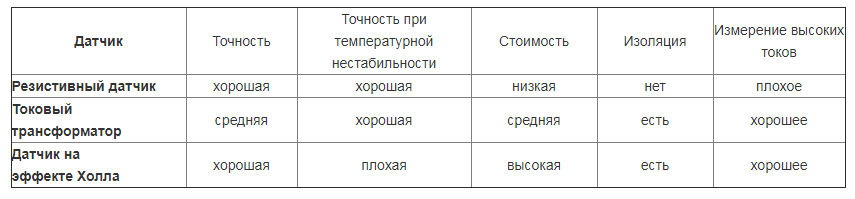 Датчик Точность Точность при температурной нестабильности Стоимость Изоляция Измерение высоких токов
Резистивный датчик хорошая хорошая низкая нет плохое
Токовый трансформатор средняя хорошая средняя есть хорошее
Датчик на эффекте Холла хорошая плохая высокая есть хорошее